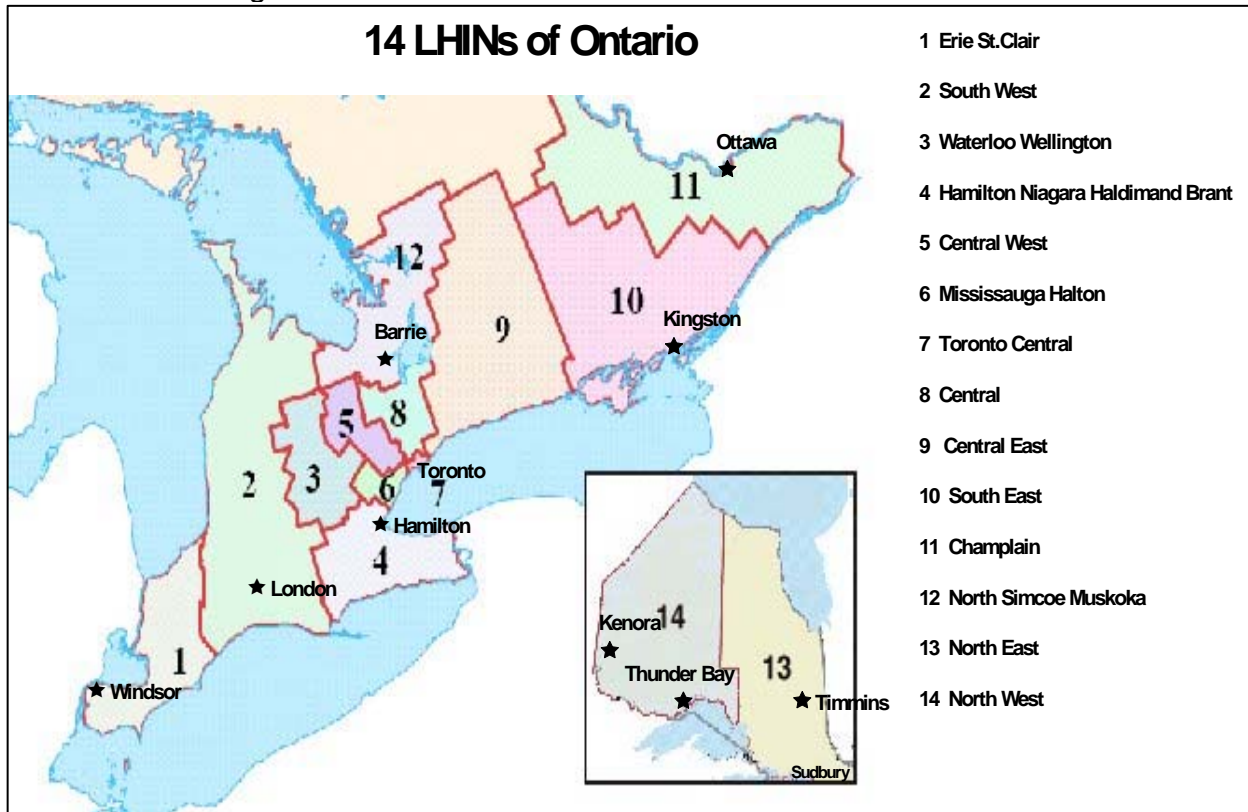 14 LHINs of Ontario
1 Erie St.Clair
2 South West
3 Waterloo Wellington
4 Hamilton Niagara Haldimand Brant
5 Central West
6 Mississauga Halton
7 Toronto Central
8 Central
9 Central East
10 South East
11 Champlain
12 North Simcoe Muskoka
13 North East
14 North West
Ottawa
11
12
10
Kingston
Barrie
9
8
5
Toronto
2
3
6
7
Hamilton
4
London
1
Windsor
14
Kenora
Thunder Bay
13
Timmins
Sudbury